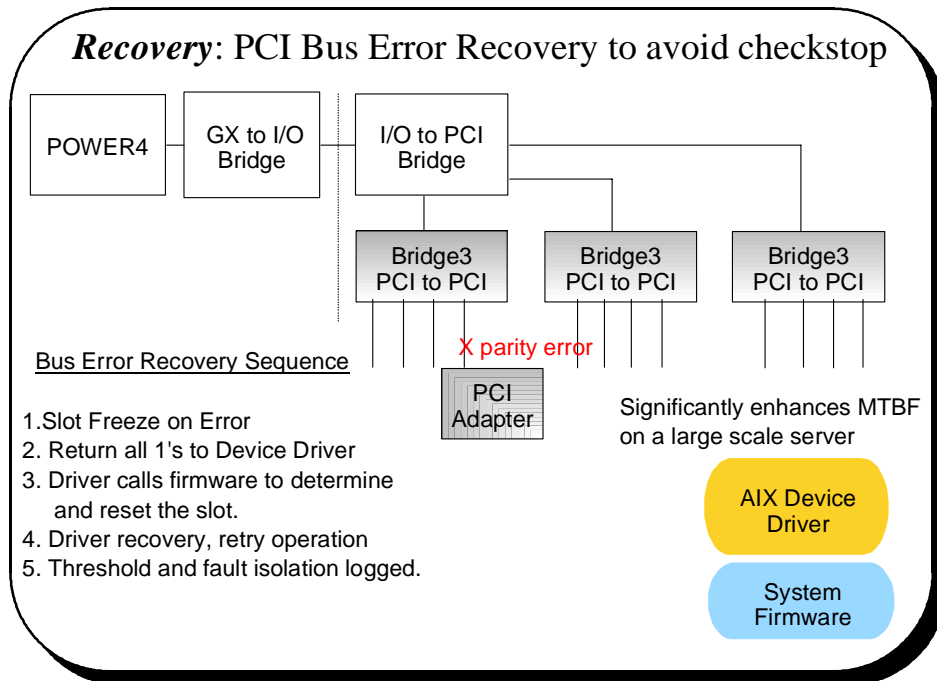 Recovery: PCI Bus Error Recovery to avoid checkstop
POWER4
GX to I/O
Bridge
I/O to PCI
Bridge
Bridge3
PCI to PCI
Bridge3
PCI to PCI
Bridge3
PCI to PCI
X parity error
Bus Error Recovery Sequence
PCI
Adapter
1.Slot Freeze on Error
2. Return all 1's to Device Driver
3. Driver calls firmware to determine
and reset the slot.
4. Driver recovery, retry operation
5. Threshold and fault isolation logged.
Significantly enhances MTBF
on a large scale server
AIX Device
Driver
System
Firmware